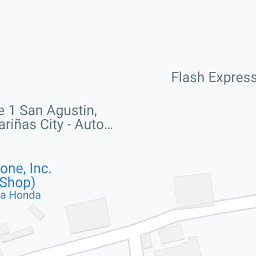 Flash Express
e 1 San Agustin,
ariñas City - Auto...
one, Inc.
Shop)
a Honda